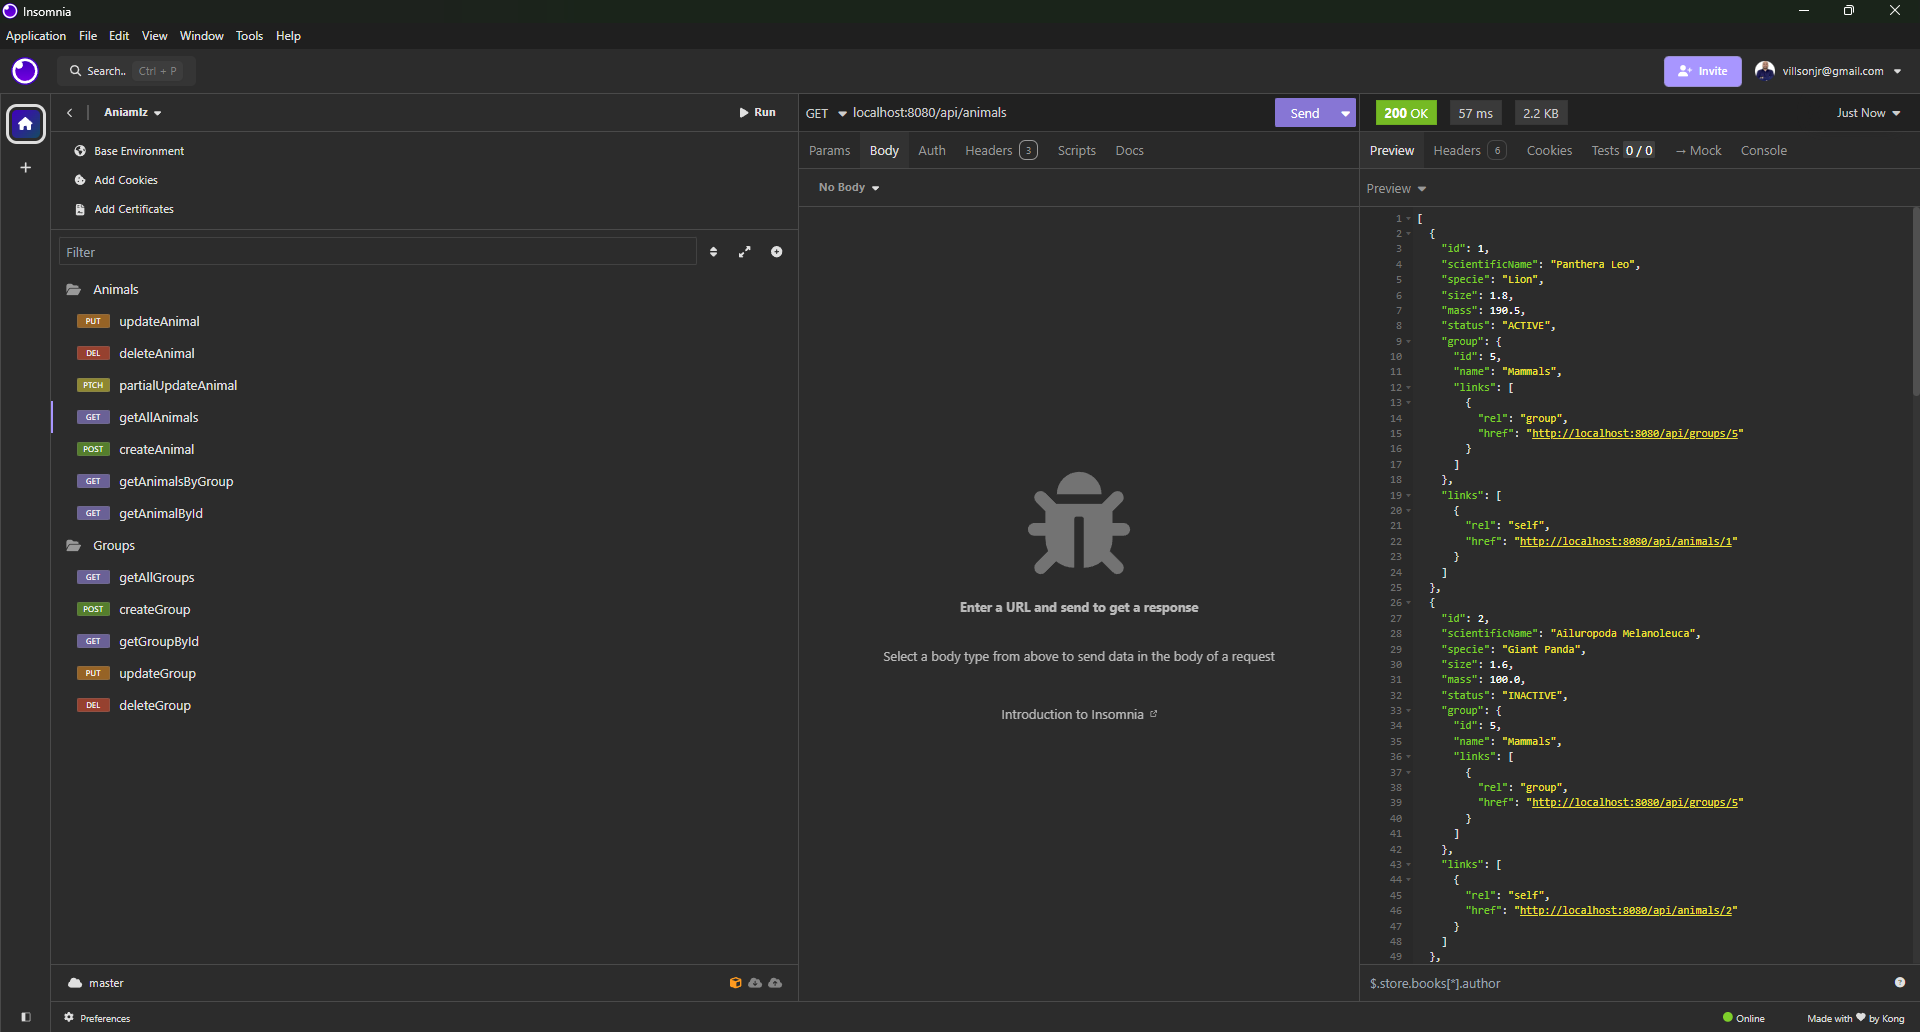 Insomnia
Application File Edit View Window Tools Help
Search.. Ctrl + P
Invite
villsonjr@gmail.com
Aniamlz
Run
Base Environment
Add Cookies
Add Certificates
Filter
Animals
PUT updateAnimal
DEL deleteAnimal
PTCH partialUpdateAnimal
GET getAllAnimals
POST createAnimal
GET getAnimalsByGroup
GET getAnimalById
Groups
GET getAllGroups
POST createGroup
GET getGroupById
PUT updateGroup
DEL deleteGroup
master
Preferences
GET localhost:8080/api/animals
Send
Params Body Auth Headers 3 Scripts Docs
No Body
Enter a URL and send to get a response
Select a body type from above to send data in the body of a request
Introduction to Insomnia
200 OK 57 ms 2.2 KB
Just Now
Preview Headers 6 Cookies Tests 0 / 0 → Mock Console
Preview
1 [
2 {
3 "id": 1,
4 "scientificName": "Panthera Leo",
5 "specie": "Lion",
6 "size": 1.8,
7 "mass": 190.5,
8 "status": "ACTIVE",
9 "group": {
10 "id": 5,
11 "name": "Mammals",
12 "links": [
13 {
14 "rel": "group",
15 "href": "http://localhost:8080/api/groups/5"
16 }
17 ]
18 },
19 "links": [
20 {
21 "rel": "self",
22 "href": "http://localhost:8080/api/animals/1"
23 }
24 ]
25 },
26 {
27 "id": 2,
28 "scientificName": "Ailuropoda Melanoleuca",
29 "specie": "Giant Panda",
30 "size": 1.6,
31 "mass": 100.0,
32 "status": "INACTIVE",
33 "group": {
34 "id": 5,
35 "name": "Mammals",
36 "links": [
37 {
38 "rel": "group",
39 "href": "http://localhost:8080/api/groups/5"
40 }
41 ]
42 },
43 "links": [
44 {
45 "rel": "self",
46 "href": "http://localhost:8080/api/animals/2"
47 }
48 ]
49 },
$.store.books[*].author
Online
Made with ♥ by Kong